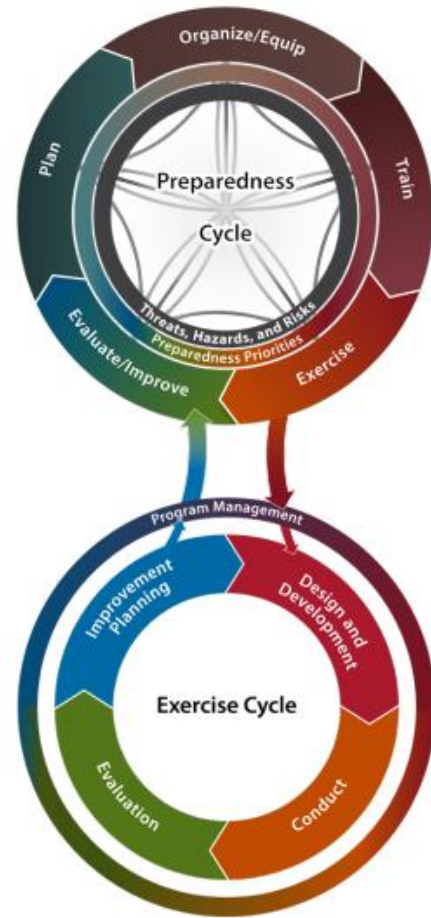 Organize/Equip
Plan
Train
Preparedness
Cycle
Threats, Hazards, and Risks
Preparedness Priorities
Evaluate/Improve
Exercise
Program Management
Improvement
Planning
Design and
Development
Exercise Cycle
Evaluation
Conduct